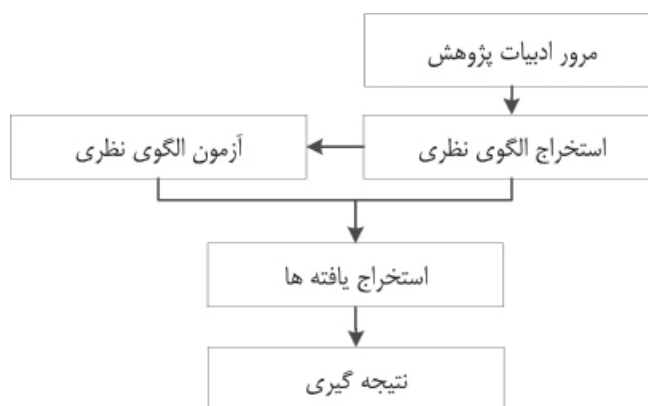 مرور ادبیات پژوهش
استخراج الگوی نظری
آزمون الگوی نظری
استخراج یافته ها
نتیجه گیری